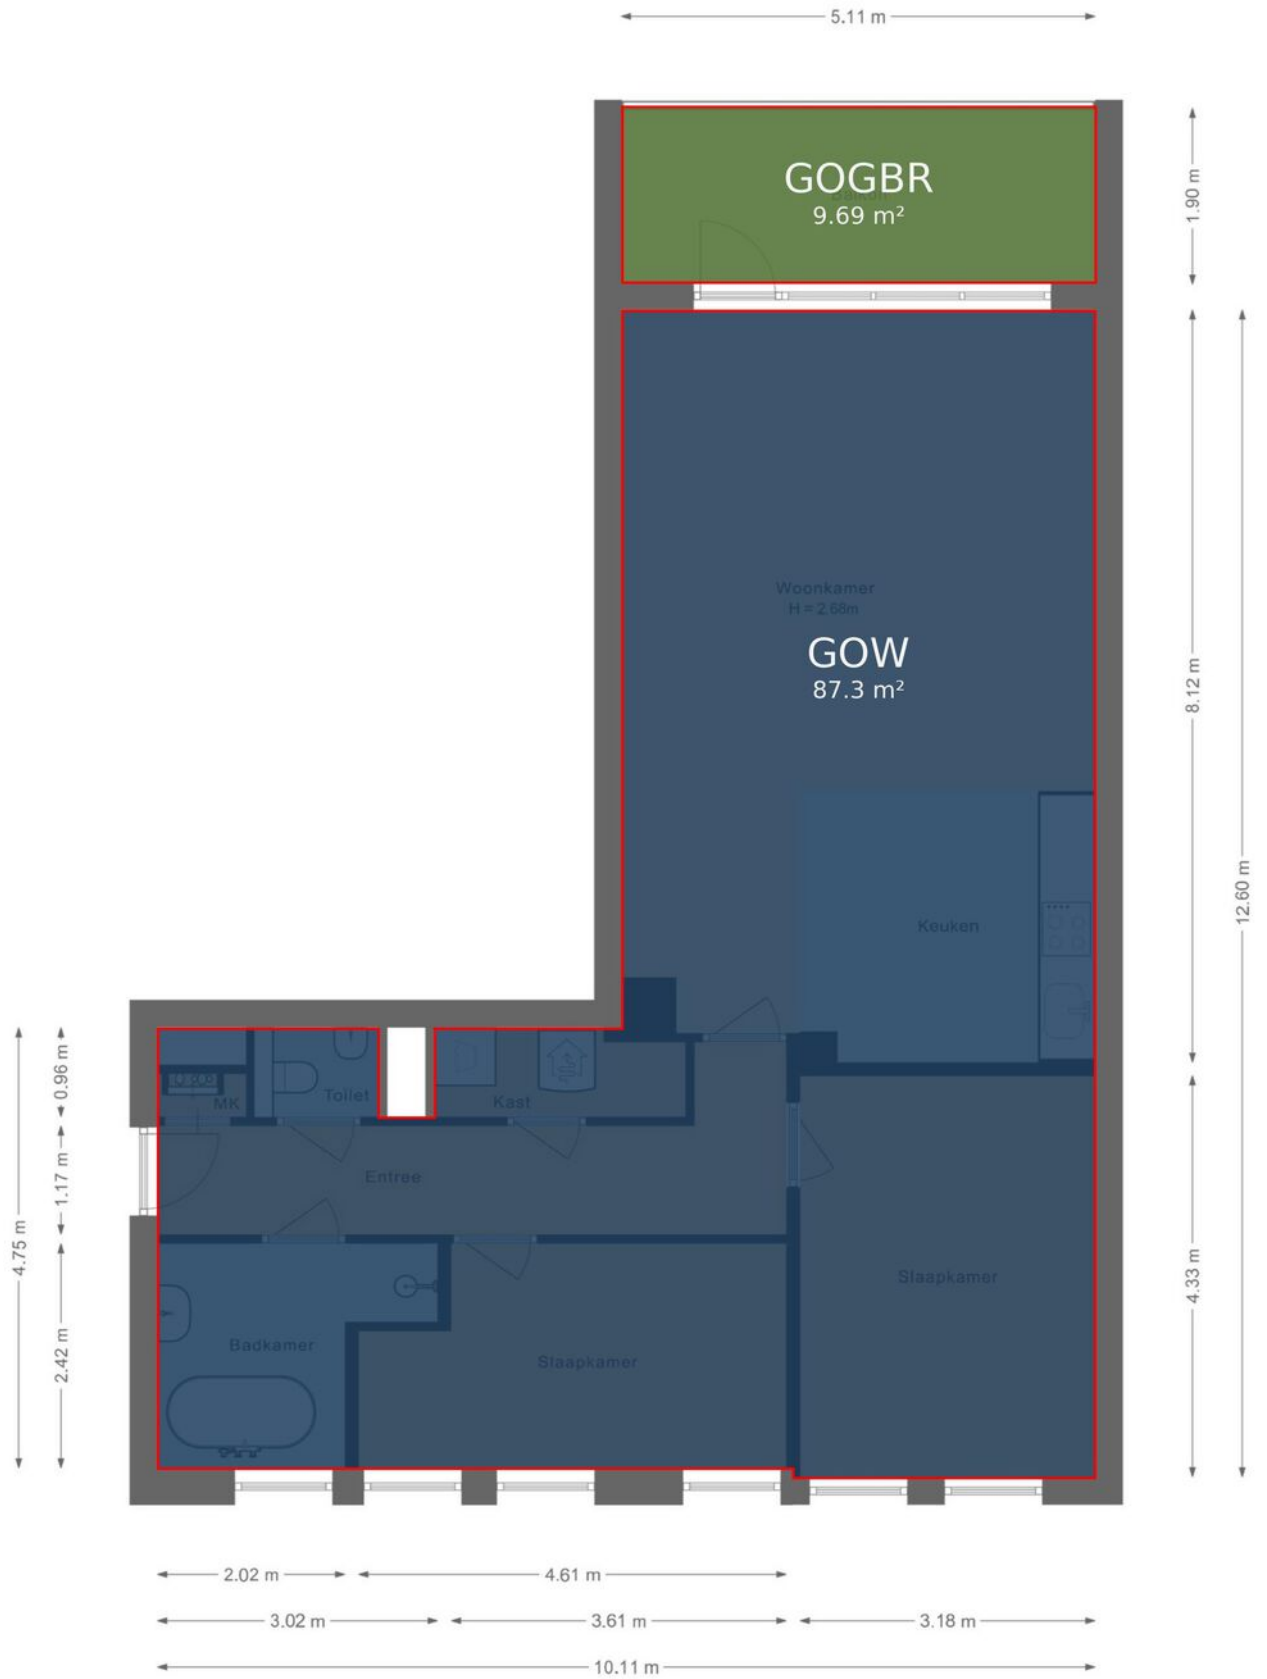 5.11 m
GOGBR
Balkon
9.69 m²
1.90 m
Woonkamer
H = 2.68m
GOW
87.3 m²
8.12 m
12.60 m
Keuken
0.96 m
MK
Toilet
Kast
1.17 m
Entree
4.75 m
4.33 m
Slaapkamer
2.42 m
Badkamer
Slaapkamer
2.02 m
4.61 m
3.02 m
3.61 m
3.18 m
10.11 m